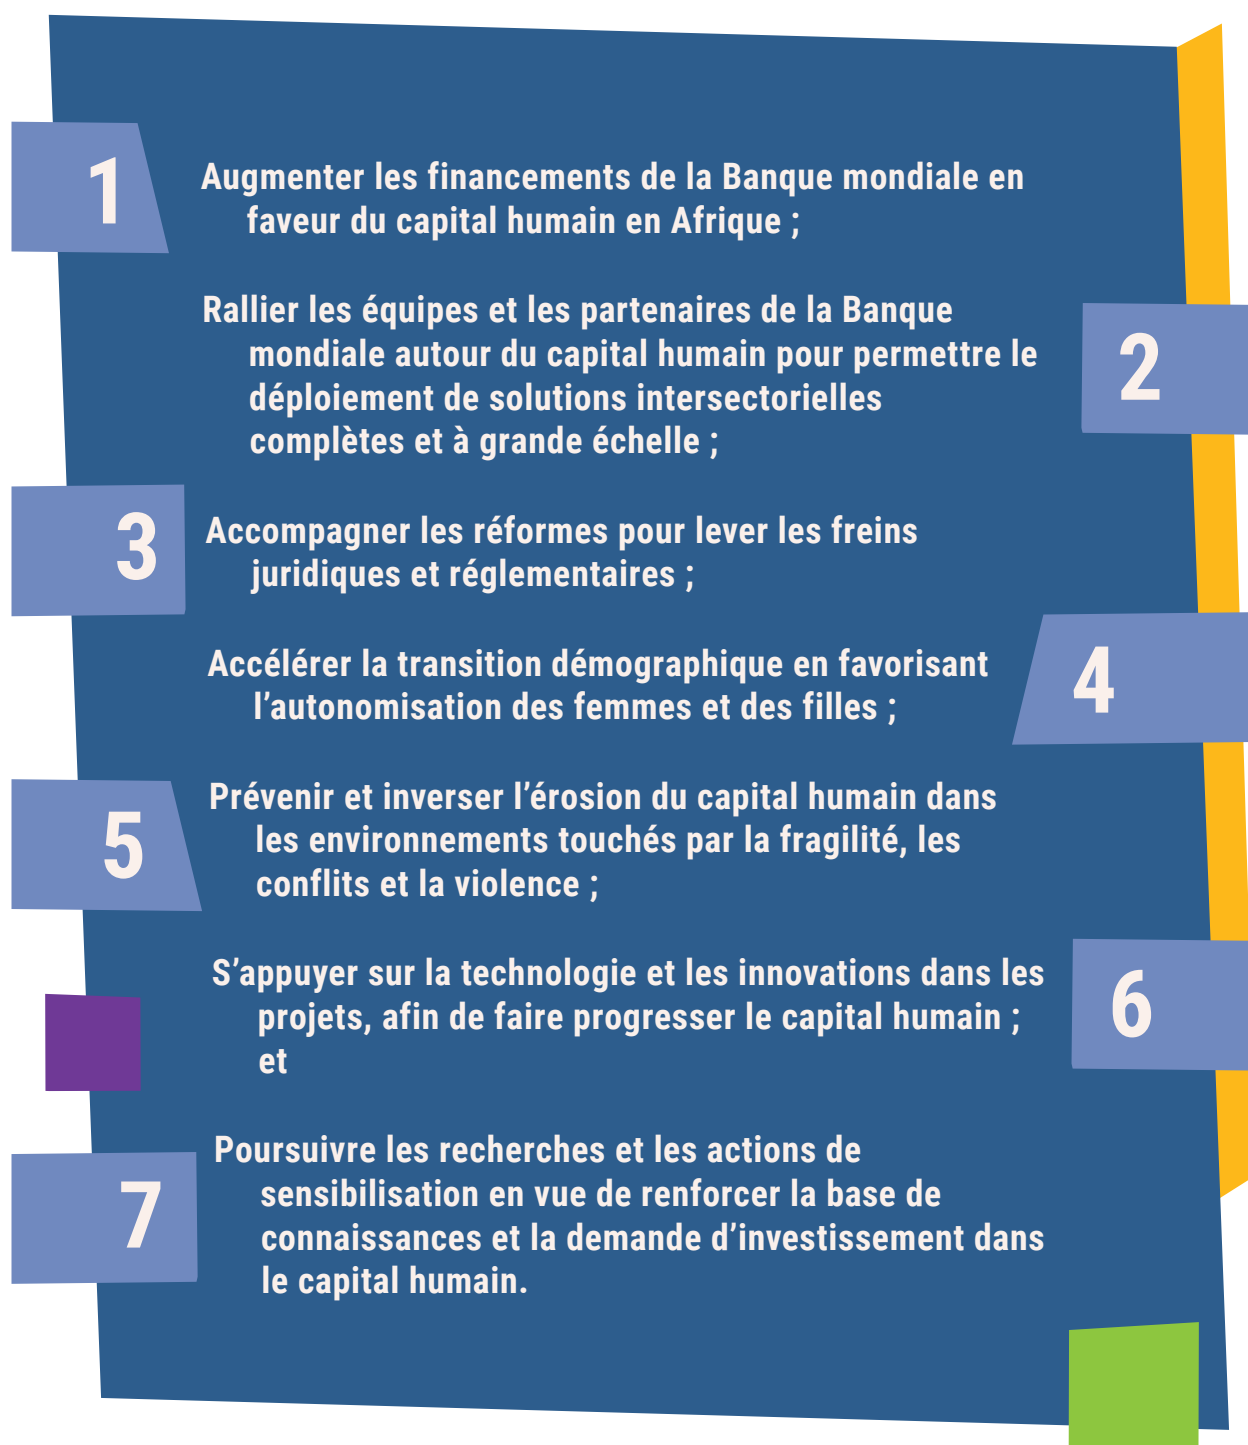 1
Augmenter les financements de la Banque mondiale en
faveur du capital humain en Afrique ;
2
Rallier les équipes et les partenaires de la Banque
mondiale autour du capital humain pour permettre le
déploiement de solutions intersectorielles
complètes et à grande échelle ;
3
Accompagner les réformes pour lever les freins
juridiques et réglementaires ;
4
Accélérer la transition démographique en favorisant
l’autonomisation des femmes et des filles ;
5
Prévenir et inverser l’érosion du capital humain dans
les environnements touchés par la fragilité, les
conflits et la violence ;
6
S’appuyer sur la technologie et les innovations dans les
projets, afin de faire progresser le capital humain ;
et
7
Poursuivre les recherches et les actions de
sensibilisation en vue de renforcer la base de
connaissances et la demande d’investissement dans
le capital humain.